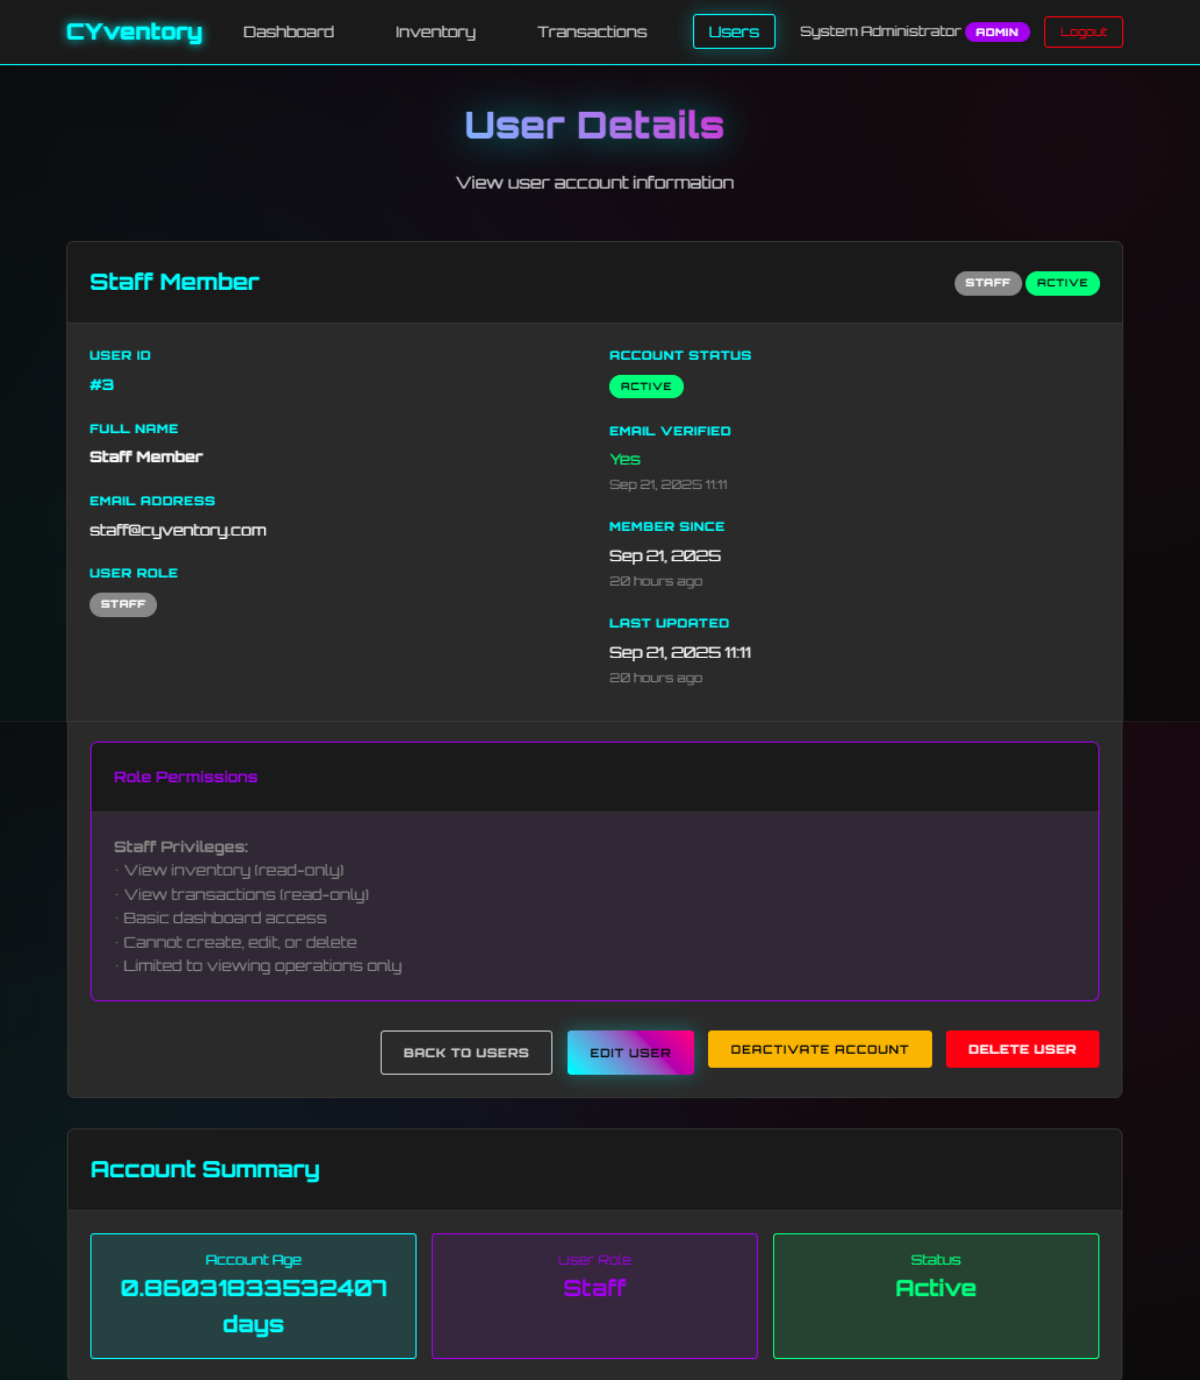 CYventory Dashboard Inventory Transactions Users System Administrator ADMIN Logout
User Details
View user account information
Staff Member STAFF ACTIVE
USER ID
#3
FULL NAME
Staff Member
EMAIL ADDRESS
staff@cyventory.com
USER ROLE
STAFF
ACCOUNT STATUS
ACTIVE
EMAIL VERIFIED
Yes
Sep 21, 2025 11:11
MEMBER SINCE
Sep 21, 2025
20 hours ago
LAST UPDATED
Sep 21, 2025 11:11
20 hours ago
Role Permissions
Staff Privileges:
· View inventory (read-only)
· View transactions (read-only)
· Basic dashboard access
· Cannot create, edit, or delete
· Limited to viewing operations only
BACK TO USERS EDIT USER DEACTIVATE ACCOUNT DELETE USER
Account Summary
Account Age
0.86031833532407
days
User Role
Staff
Status
Active